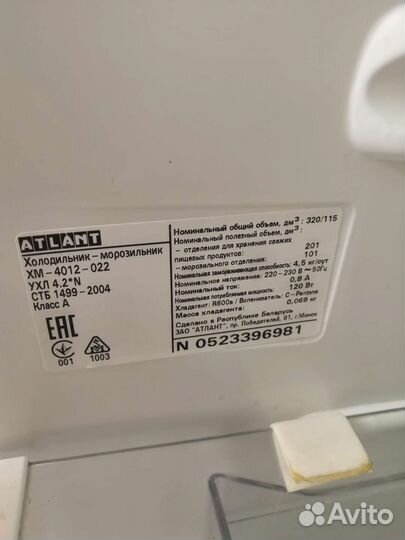 ATLANT
Холодильник - морозильник
ХМ-4012-022
УХЛ 4.2*N
СТБ 1499-2004
Класс А
EAC
001
1003
Номинальный общий объем, дм³: 320/115
Номинальный полезный объем, дм³:
- отделения для хранения свежих
пищевых продуктов: 201
- морозильного отделения: 101
Номинальная замораживающая способность: 4,5 кг/сут
Номинальное напряжение: 220-230 В ~ 50Гц
Номинальный ток: 0,8 А
Номинальная потребляемая мощность: 120 Вт
Хладагент: R600a / Вспениватель: C-Pentane
Масса хладагента: 0,069 кг
Сделано в Республике Беларусь
ЗАО "АТЛАНТ", пр. Победителей, 61, г.Минск
N 0523396981
Avito